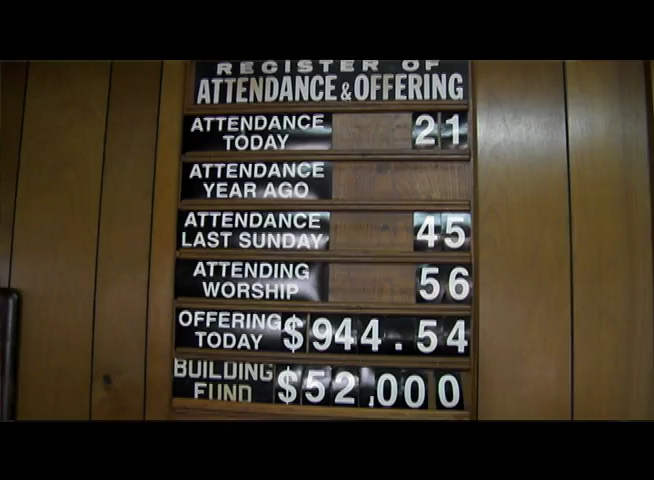 REGISTER OF
ATTENDANCE & OFFERING
ATTENDANCE TODAY 21
ATTENDANCE YEAR AGO
ATTENDANCE LAST SUNDAY 45
ATTENDING WORSHIP 56
OFFERING TODAY $944.54
BUILDING FUND $52,000